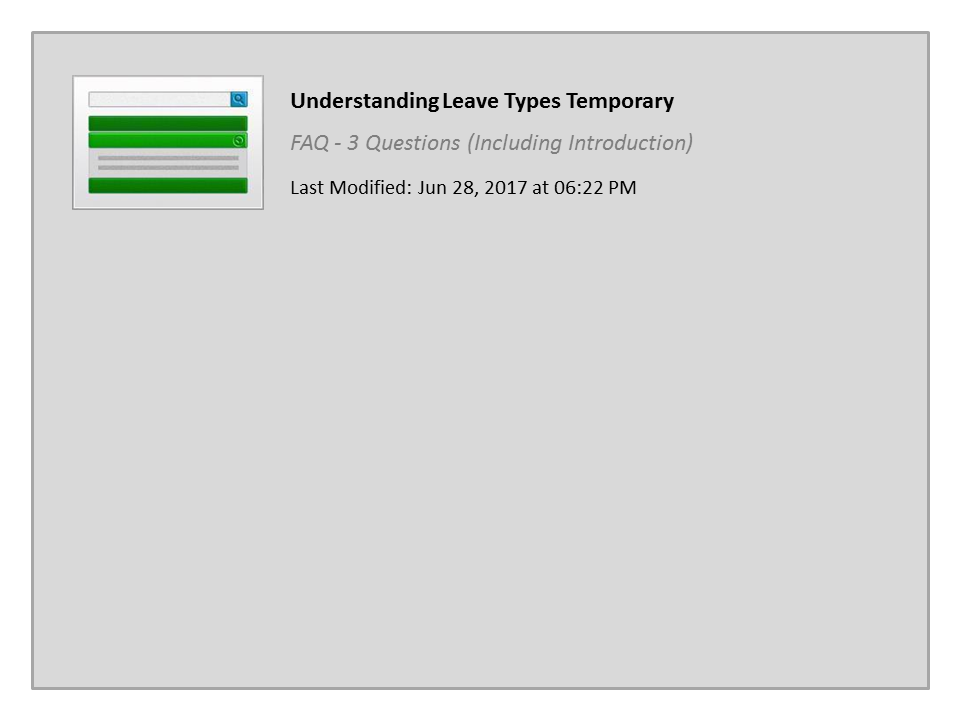 Understanding Leave Types Temporary
FAQ - 3 Questions (Including Introduction)
Last Modified: Jun 28, 2017 at 06:22 PM